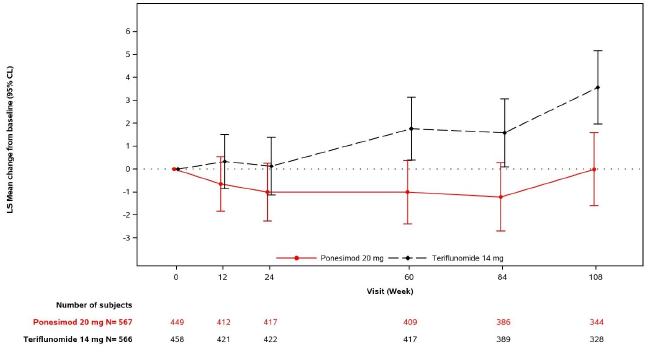 LS Mean change from baseline (95% CL)
6
5
4
3
2
1
0
-1
-2
-3
Ponesimod 20 mg Teriflunomide 14 mg
0 12 24 60 84 108
Visit (Week)
Number of subjects
Ponesimod 20 mg N= 567 449 412 417 409 386 344
Teriflunomide 14 mg N= 566 458 421 422 417 389 328